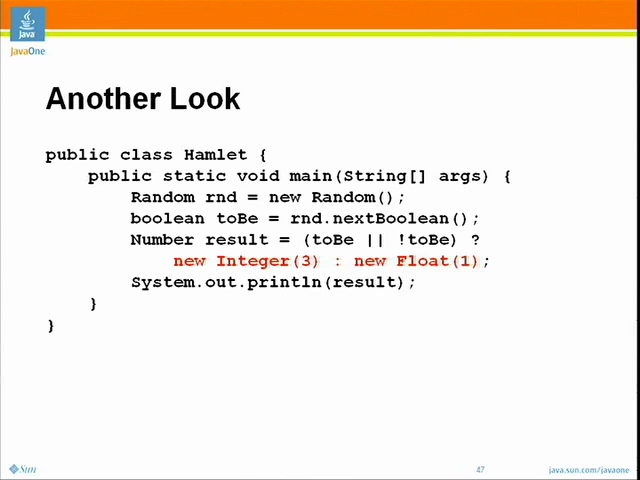 Java
JavaOne
Another Look
public class Hamlet {
public static void main(String[] args) {
Random rnd = new Random();
boolean toBe = rnd.nextBoolean();
Number result = (toBe || !toBe) ?
new Integer(3) : new Float(1);
System.out.println(result);
}
}
Sun
47
java.sun.com/javaone